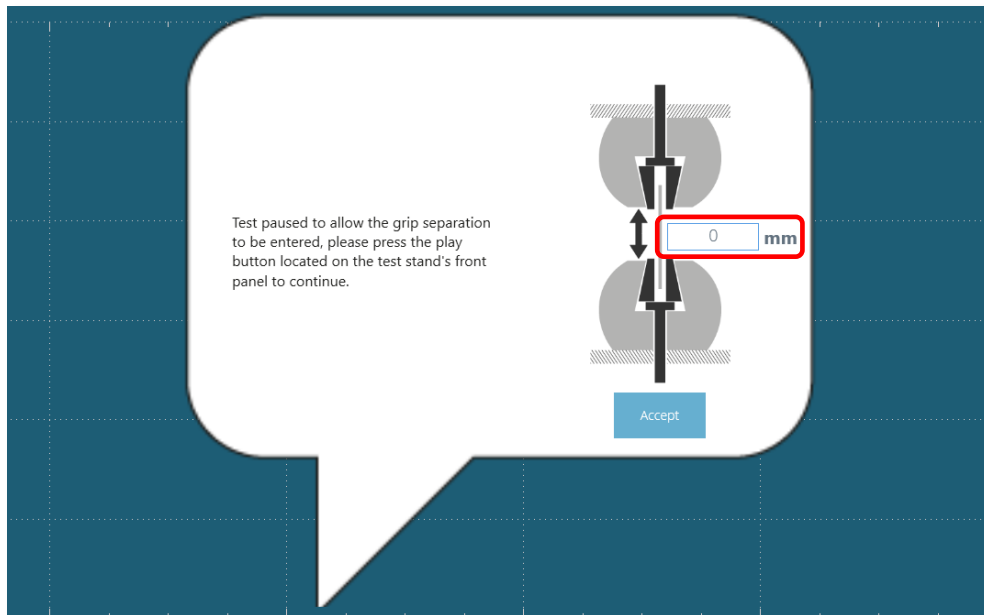 Test paused to allow the grip separation
to be entered, please press the play
button located on the test stand's front
panel to continue.
0 mm
Accept